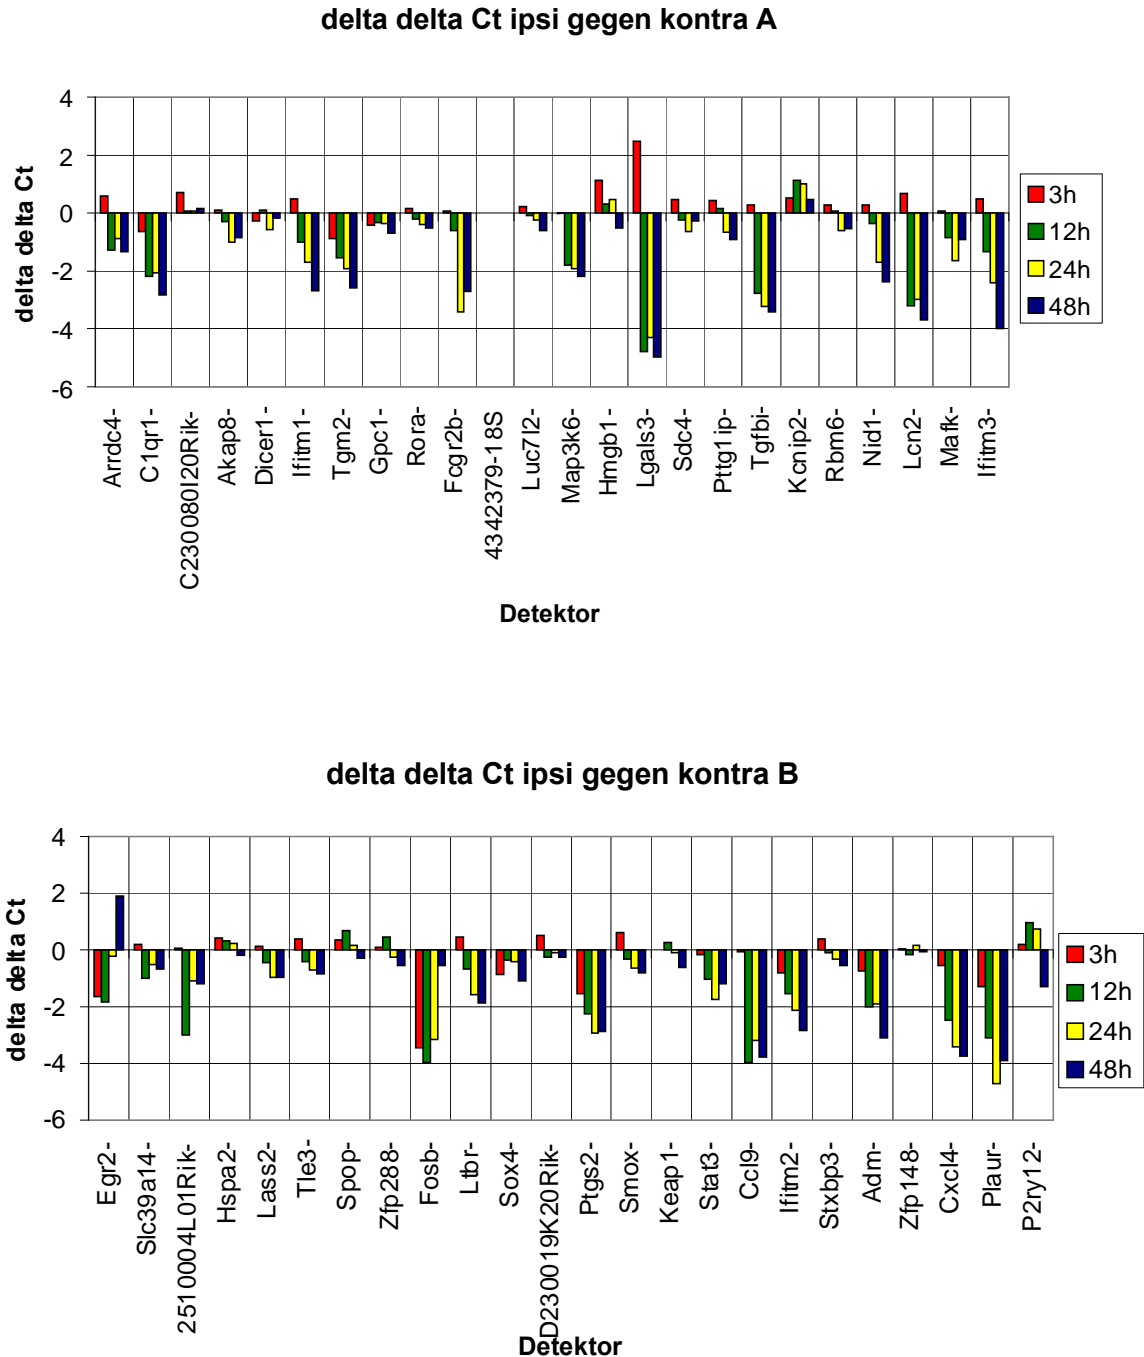 delta delta Ct ipsi gegen kontra A
delta delta Ct
4
2
0
-2
-4
-6
Arrdc4-
C1qr1-
C230080I20Rik-
Akap8-
Dicer1-
Ifitm1-
Tgm2-
Gpc1-
Rora-
Fcgr2b-
4342379-18S
Luc7l2-
Map3k6-
Hmgb1-
Lgals3-
Sdc4-
Pttg1ip-
Tgfbi-
Kcnip2-
Rbm6-
Nid1-
Lcn2-
Mafk-
Ifitm3-
Detektor
3h
12h
24h
48h
delta delta Ct ipsi gegen kontra B
delta delta Ct
4
2
0
-2
-4
-6
Egr2-
Slc39a14-
2510004L01Rik-
Hspa2-
Lass2-
Tle3-
Spop-
Zfp288-
Fosb-
Ltbr-
Sox4-
D230019K20Rik-
Ptgs2-
Smox-
Keap1-
Stat3-
Ccl9-
Ifitm2-
Stxbp3-
Adm-
Zfp148-
Cxcl4-
Plaur-
P2ry12-
Detektor
3h
12h
24h
48h